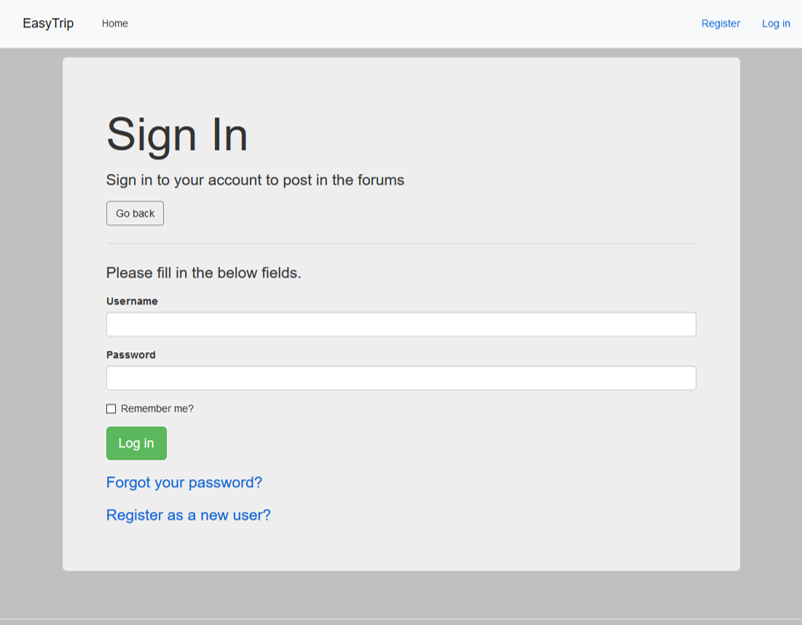 EasyTrip Home Register Log in
Sign In
Sign in to your account to post in the forums
Go back
Please fill in the below fields.
Username
Password
Remember me?
Log in
Forgot your password?
Register as a new user?